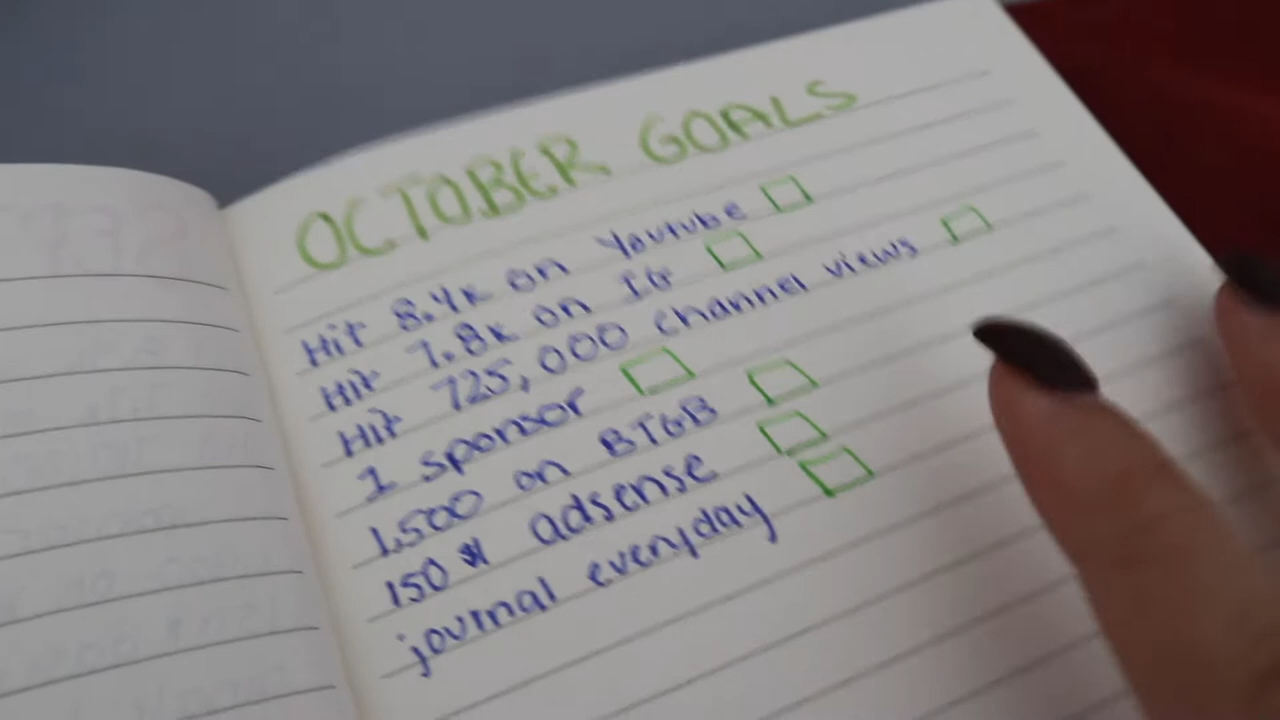 OCTOBER GOALS
Hit 8.4K on Youtube
Hit 7.8K on IG
Hit 725,000 channel views
1 sponsor
1,500 on BTGB
150 adsense
journal everyday